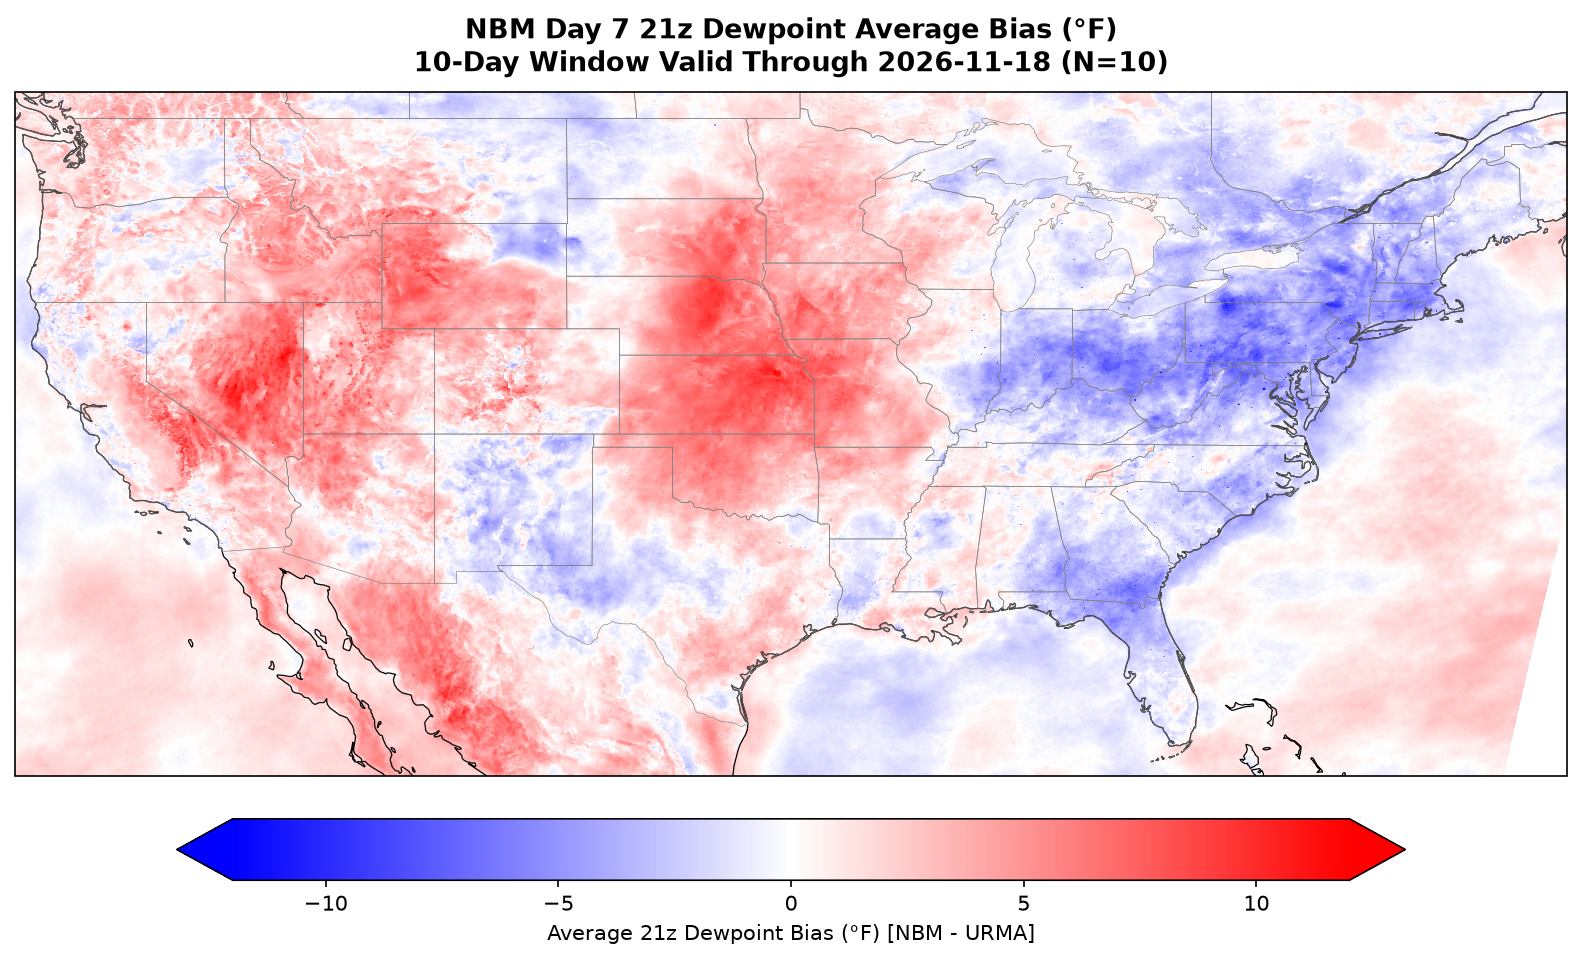 NBM Day 7 21z Dewpoint Average Bias (°F)
10-Day Window Valid Through 2026-11-18 (N=10)
−10 −5 0 5 10
Average 21z Dewpoint Bias (°F) [NBM - URMA]